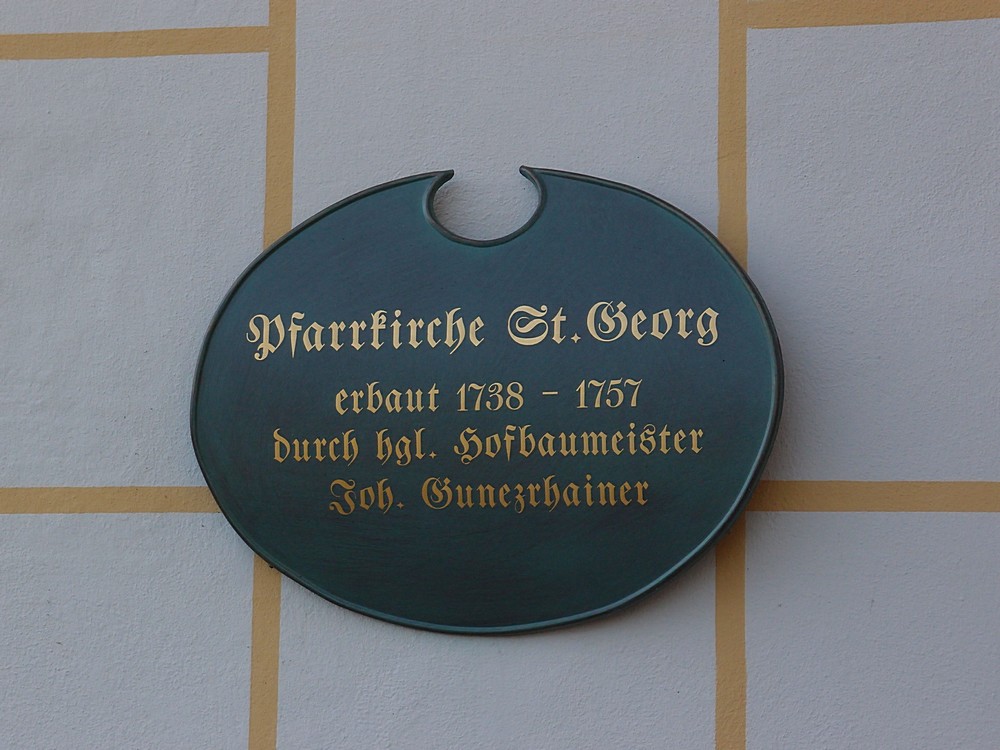 Pfarrkirche St. Georg
erbaut 1738 - 1757
durch hgl. Hofbaumeister
Joh. Gunezrhainer